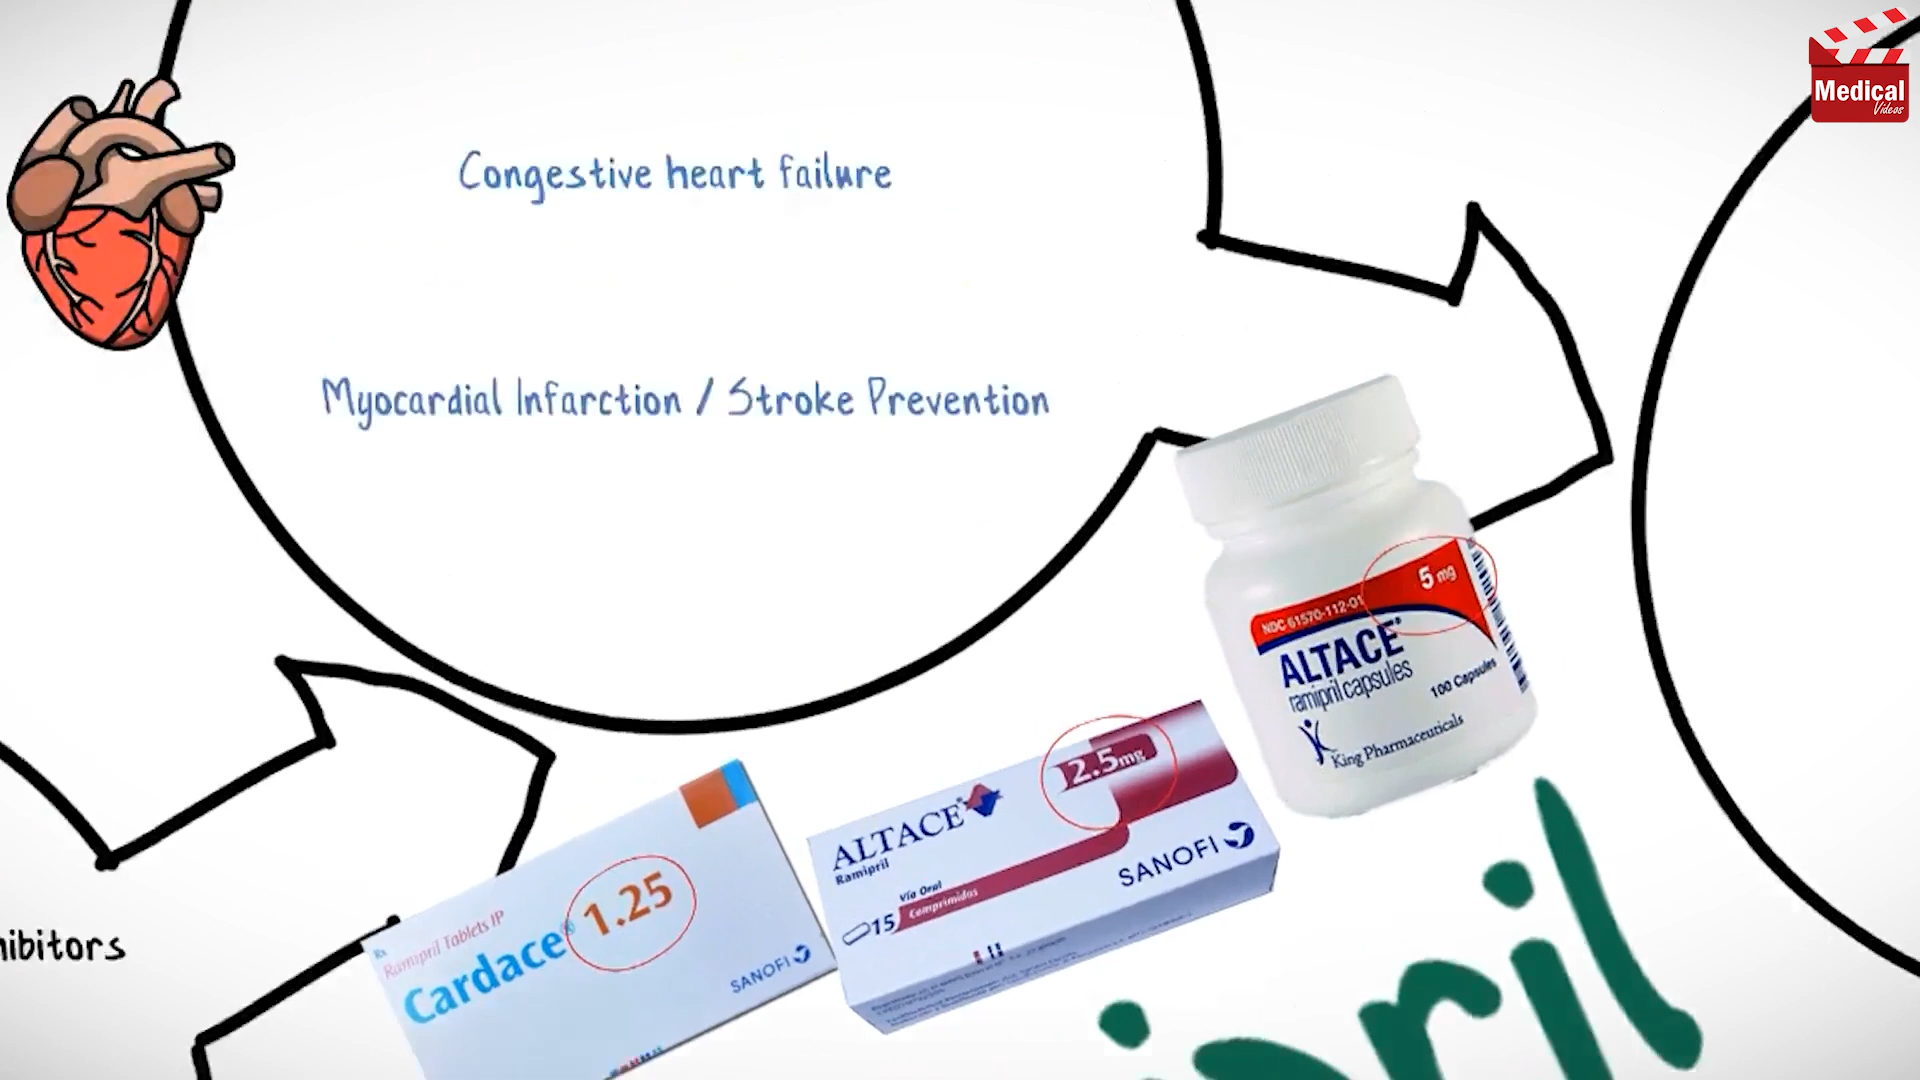 Medical
Videos
Congestive heart failure
Myocardial Infarction / Stroke Prevention
5 mg
NDC 61570-112-01
ALTACE®
ramipril capsules
100 Capsules
King Pharmaceuticals
2.5mg
ALTACE®
Ramipril
SANOFI
Vía Oral
15 Comprimidos
Rx
Ramipril Tablets IP
Cardace® 1.25
SANOFI
hibitors
ipril